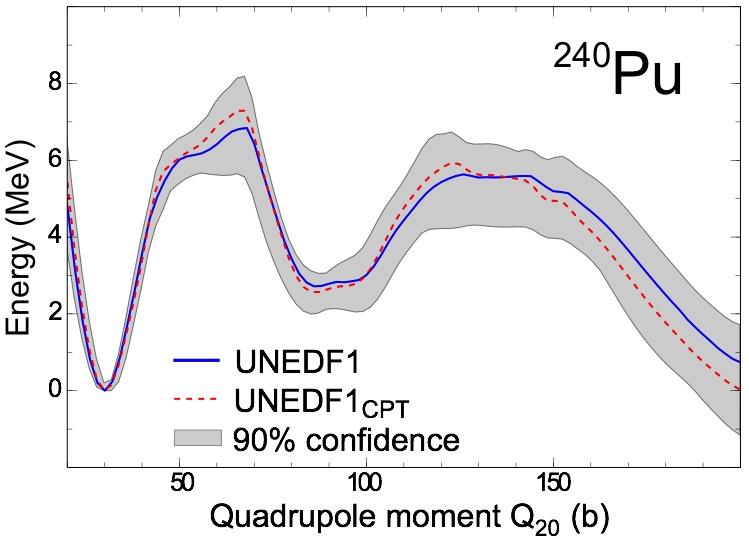 ²⁴⁰Pu
8
6
4
2
0
Energy (MeV)
UNEDF1
UNEDF1CPT
90% confidence
50
100
150
Quadrupole moment Q20 (b)